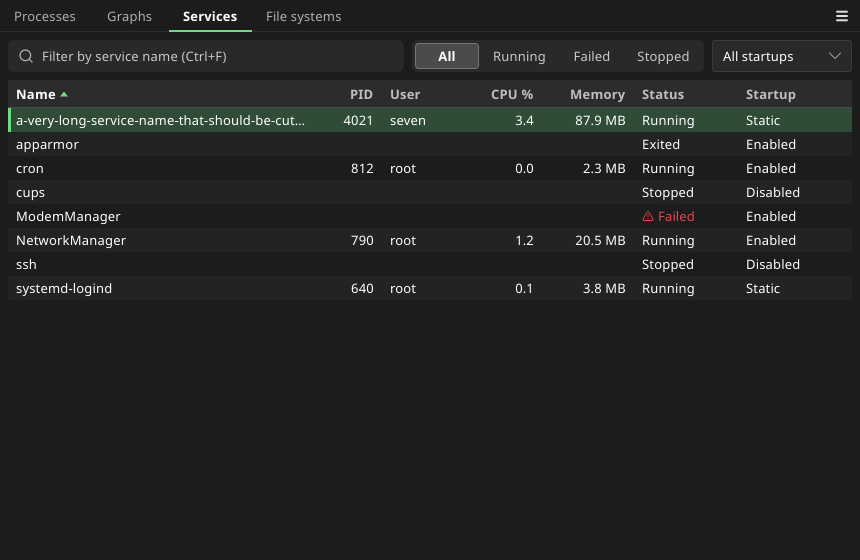 Processes Graphs Services File systems
Filter by service name (Ctrl+F) All Running Failed Stopped All startups
Name PID User CPU % Memory Status Startup
a-very-long-service-name-that-should-be-cut... 4021 seven 3.4 87.9 MB Running Static
apparmor Exited Enabled
cron 812 root 0.0 2.3 MB Running Enabled
cups Stopped Disabled
ModemManager Failed Enabled
NetworkManager 790 root 1.2 20.5 MB Running Enabled
ssh Stopped Disabled
systemd-logind 640 root 0.1 3.8 MB Running Static